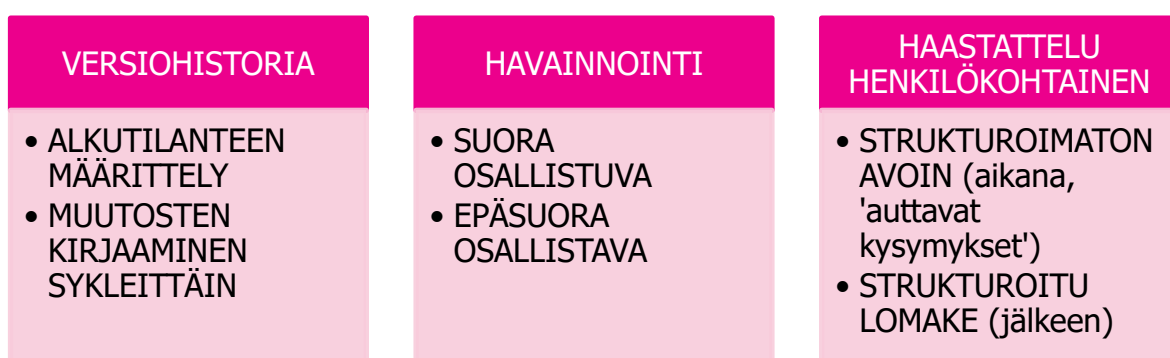 VERSIOHISTORIA
• ALKUTILANTEEN
MÄÄRITTELY
• MUUTOSTEN
KIRJAAMINEN
SYKLEITTÄIN
HAVAINNOINTI
• SUORA
OSALLISTUVA
• EPÄSUORA
OSALLISTAVA
HAASTATTELU
HENKILÖKOHTAINEN
• STRUKTUROIMATON
AVOIN (aikana,
'auttavat
kysymykset')
• STRUKTUROITU
LOMAKE (jälkeen)